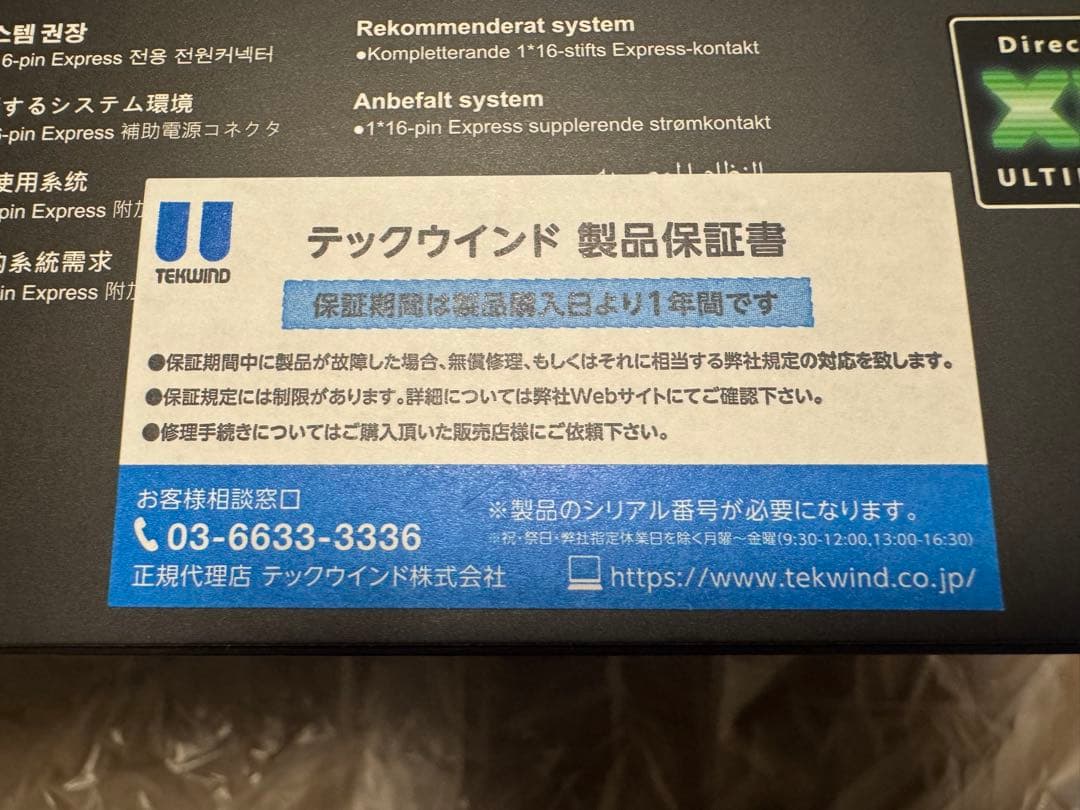 스템 권장
6-pin Express 전용 전원커넥터
するシステム環境
6-pin Express 補助電源コネクタ
使用系统
pin Express 附加
的系統需求
in Express 附加
Rekommenderat system
●Kompletterande 1*16-stifts Express-kontakt
Anbefalt system
●1*16-pin Express supplerende strømkontakt
Direc
ULTI
TEKWIND
テックウインド 製品保証書
保証期間は製品購入日より1年間です
●保証期間中に製品が故障した場合、無償修理、もしくはそれに相当する弊社規定の対応を致します。
●保証規定には制限があります。詳細については弊社Webサイトにてご確認下さい。
●修理手続きについてはご購入頂いた販売店様にご依頼下さい。
お客様相談窓口
03-6633-3336
正規代理店 テックウインド株式会社
※製品のシリアル番号が必要になります。
※祝・祭日・弊社指定休業日を除く月曜～金曜(9:30-12:00,13:00-16:30)
https://www.tekwind.co.jp/